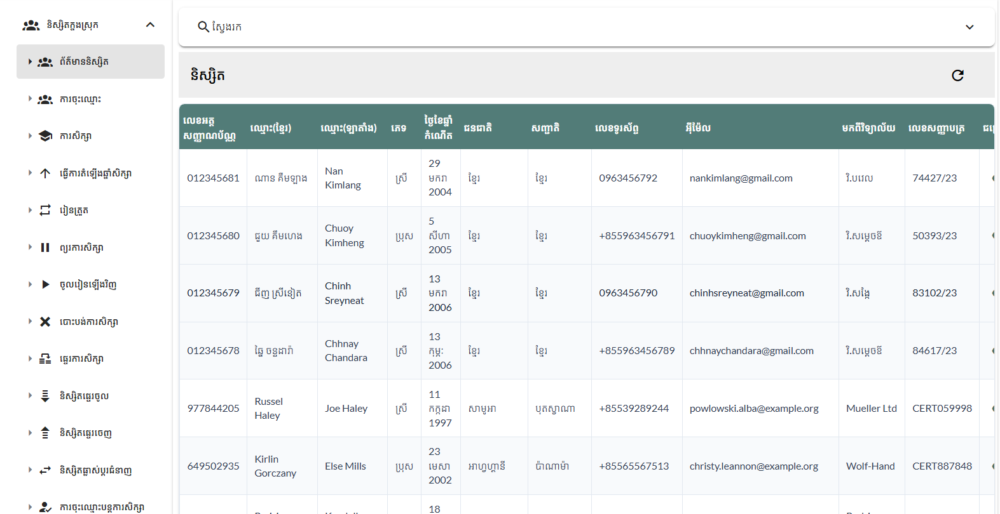 និស្សិតក្នុងស្រុក
ព័ត៌មាននិស្សិត
ការចុះឈ្មោះ
ការសិក្សា
ធ្វើការតំឡើងឆ្នាំសិក្សា
រៀនត្រួត
ព្យួរការសិក្សា
ចូលរៀនឡើងវិញ
បោះបង់ការសិក្សា
ផ្ទេរការសិក្សា
និស្សិតផ្ទេរចូល
និស្សិតផ្ទេរចេញ
និស្សិតផ្លាស់ប្តូរជំនាញ
ការចុះឈ្មោះបន្តការសិក្សា
ស្វែងរក
និស្សិត
លេខអត្ត
សញ្ញាណប័ណ្ណ ឈ្មោះ(ខ្មែរ) ឈ្មោះ(ឡាតាំង) ភេទ ថ្ងៃខែឆ្នាំ
កំណើត ជនជាតិ សញ្ជាតិ លេខទូរស័ព្ទ អ៊ីម៉ែល មកពីវិទ្យាល័យ លេខសញ្ញាបត្រ
012345681 ណាន គឹមឡាង Nan
Kimlang ស្រី 29
មករា
2004 ខ្មែរ ខ្មែរ 0963456792 nankimlang@gmail.com វិ.បវេល 74427/23
012345680 ជួយ គឹមហេង Chuoy
Kimheng ប្រុស 5
សីហា
2005 ខ្មែរ ខ្មែរ +855963456791 chuoykimheng@gmail.com វិ.សម្តេចឪ 50393/23
012345679 ជីញ ស្រីនៀត Chinh
Sreyneat ស្រី 13
មករា
2006 ខ្មែរ ខ្មែរ 0963456790 chinhsreyneat@gmail.com វិ.សង្កែ 83102/23
012345678 ឆ្នៃ ចន្ទដារ៉ា Chhnay
Chandara ស្រី 13
កុម្ភៈ
2006 ខ្មែរ ខ្មែរ +855963456789 chhnaychandara@gmail.com វិ.សម្តេចឪ 84617/23
977844205 Russel
Haley Joe Haley ស្រី 11
កក្កដា
1997 សាមូអា បុតស្វាណា +85539289244 powlowski.alba@example.org Mueller Ltd CERT059998
649502935 Kirlin
Gorczany Else Mills ប្រុស 23
មេសា
2002 អាហ្វហ្គានី ប៉ាណាម៉ា +85565567513 christy.leannon@example.org Wolf-Hand CERT887848
18